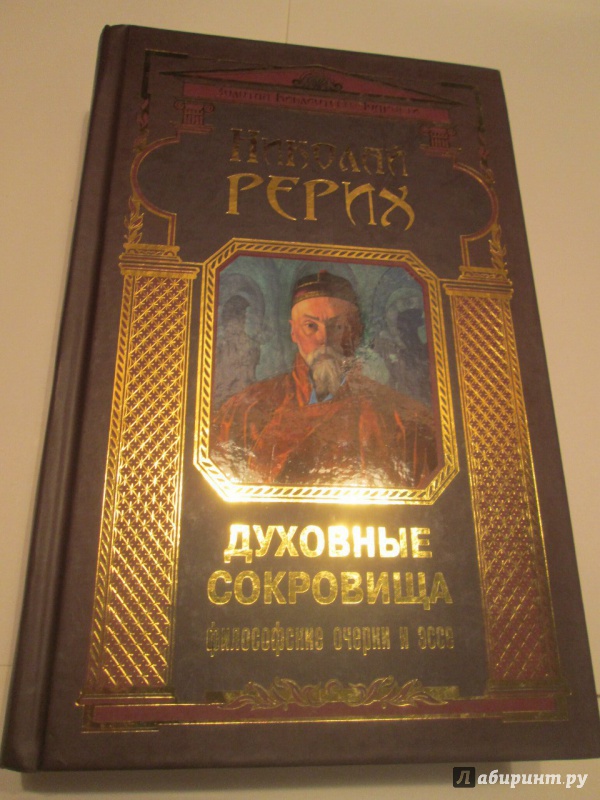 Николай
РЕРИХ
ДУХОВНЫЕ
СОКРОВИЩА
философские очерки и эссе
Лабиринт.ру